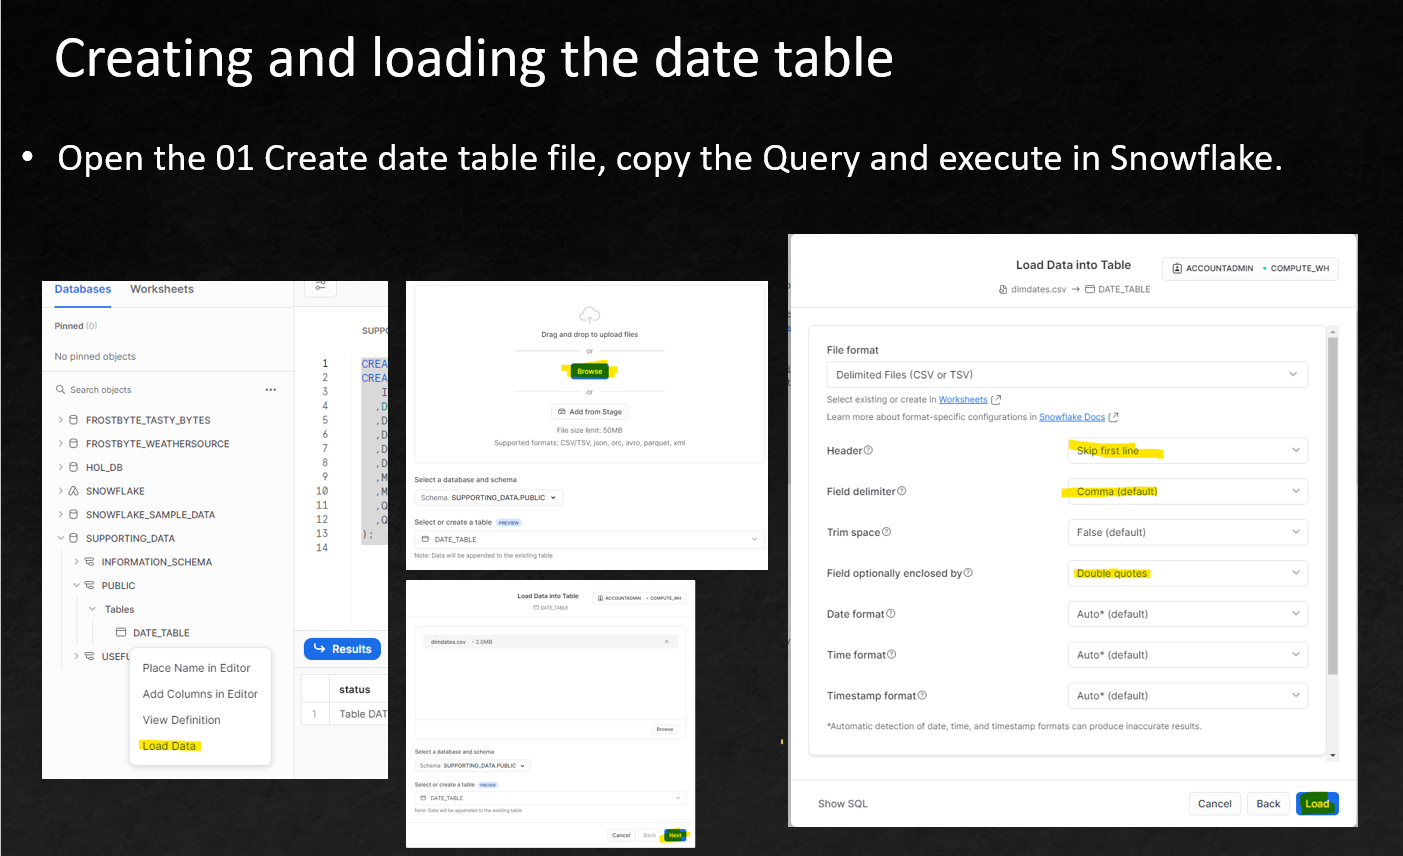 Creating and loading the date table
• Open the 01 Create date table file, copy the Query and execute in Snowflake.
Databases Worksheets
Pinned (0)
No pinned objects
Search objects
FROSTBYTE_TASTY_BYTES
FROSTBYTE_WEATHERSOURCE
HOL_DB
SNOWFLAKE
SNOWFLAKE_SAMPLE_DATA
SUPPORTING_DATA
INFORMATION_SCHEMA
PUBLIC
Tables
DATE_TABLE
USEFU
Place Name in Editor
Add Columns in Editor
View Definition
Load Data
SUPPO
1 CREA
2 CREA
3 I
4 ,D
5 ,D
6 ,D
7 ,D
8 ,D
9 ,M
10 ,M
11 ,Q
12 ,Q
13 );
14
Results
status
1 Table DAT
Drag and drop to upload files
or
Browse
or
Add from Stage
File size limit: 50MB
Supported formats: CSV/TSV, json, orc, avro, parquet, xml
Select a database and schema
Schema SUPPORTING_DATA.PUBLIC
Select or create a table PREVIEW
DATE_TABLE
Note: Data will be appended to the existing table
Load Data into Table
ACCOUNTADMIN • COMPUTE_WH
DATE_TABLE
dimdates.csv - 2.0MB
Browse
Select a database and schema
Schema SUPPORTING_DATA.PUBLIC
Select or create a table PREVIEW
DATE_TABLE
Note: Data will be appended to the existing table
Cancel Back Next
Load Data into Table
ACCOUNTADMIN • COMPUTE_WH
dimdates.csv → DATE_TABLE
File format
Delimited Files (CSV or TSV)
Select existing or create in Worksheets
Learn more about format-specific configurations in Snowflake Docs
Header Skip first line
Field delimiter Comma (default)
Trim space False (default)
Field optionally enclosed by Double quotes
Date format Auto* (default)
Time format Auto* (default)
Timestamp format Auto* (default)
*Automatic detection of date, time, and timestamp formats can produce inaccurate results.
Show SQL Cancel Back Load